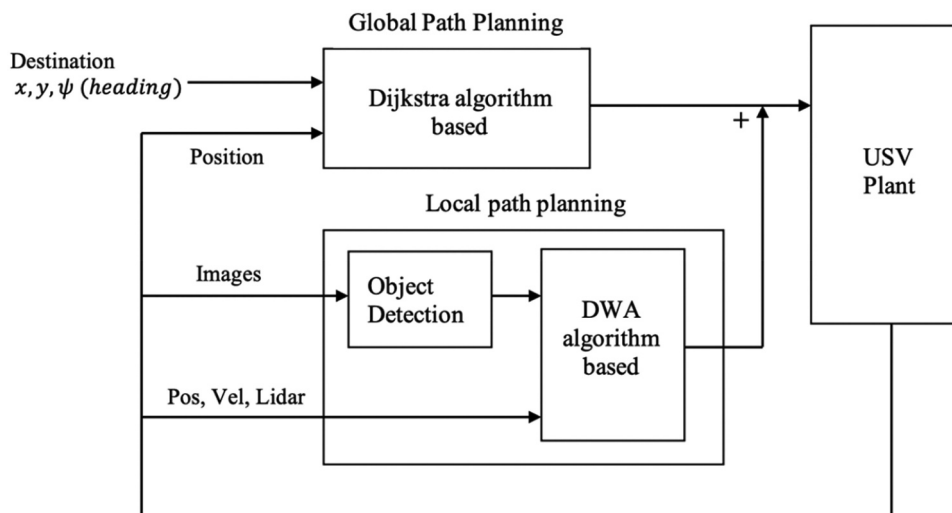 Global Path Planning
Destination
x, y, ψ (heading)
Dijkstra algorithm
based
Position
+
USV
Plant
Local path planning
Images
Object
Detection
DWA
algorithm
based
Pos, Vel, Lidar